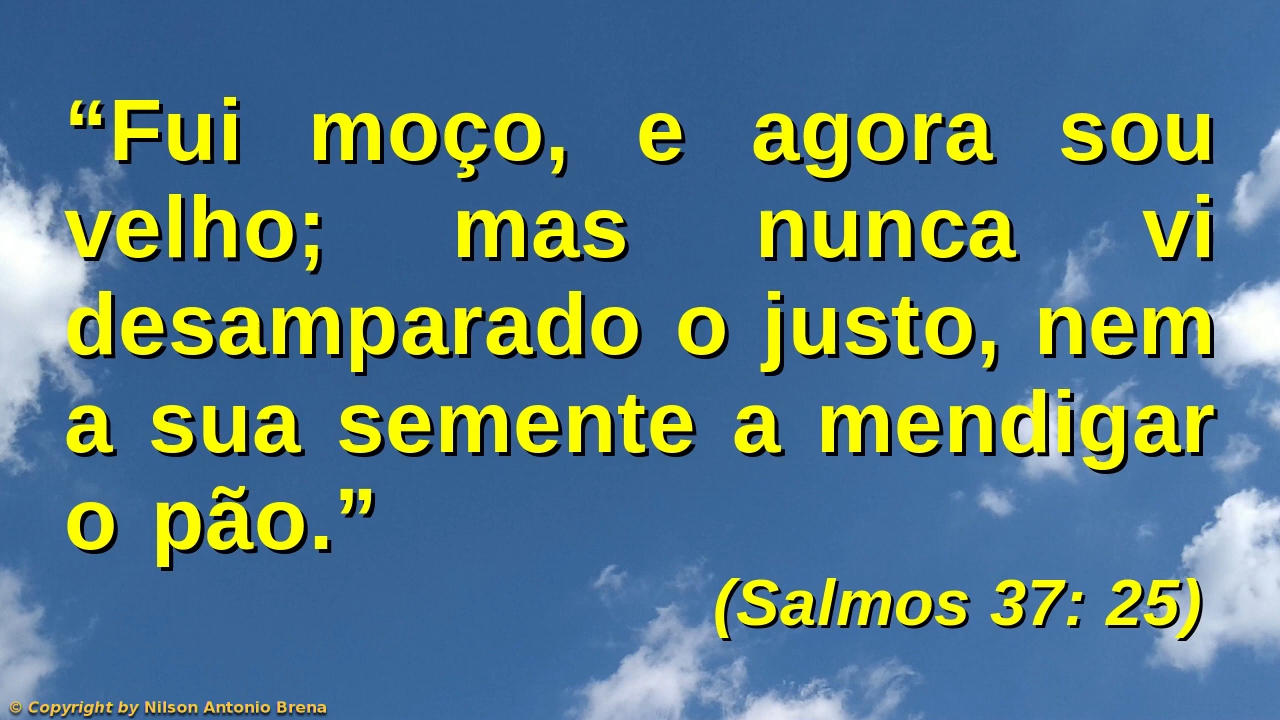 “Fui moço, e agora sou
velho; mas nunca vi
desamparado o justo, nem
a sua semente a mendigar
o pão.”
(Salmos 37: 25)
© Copyright by Nilson Antonio Brena